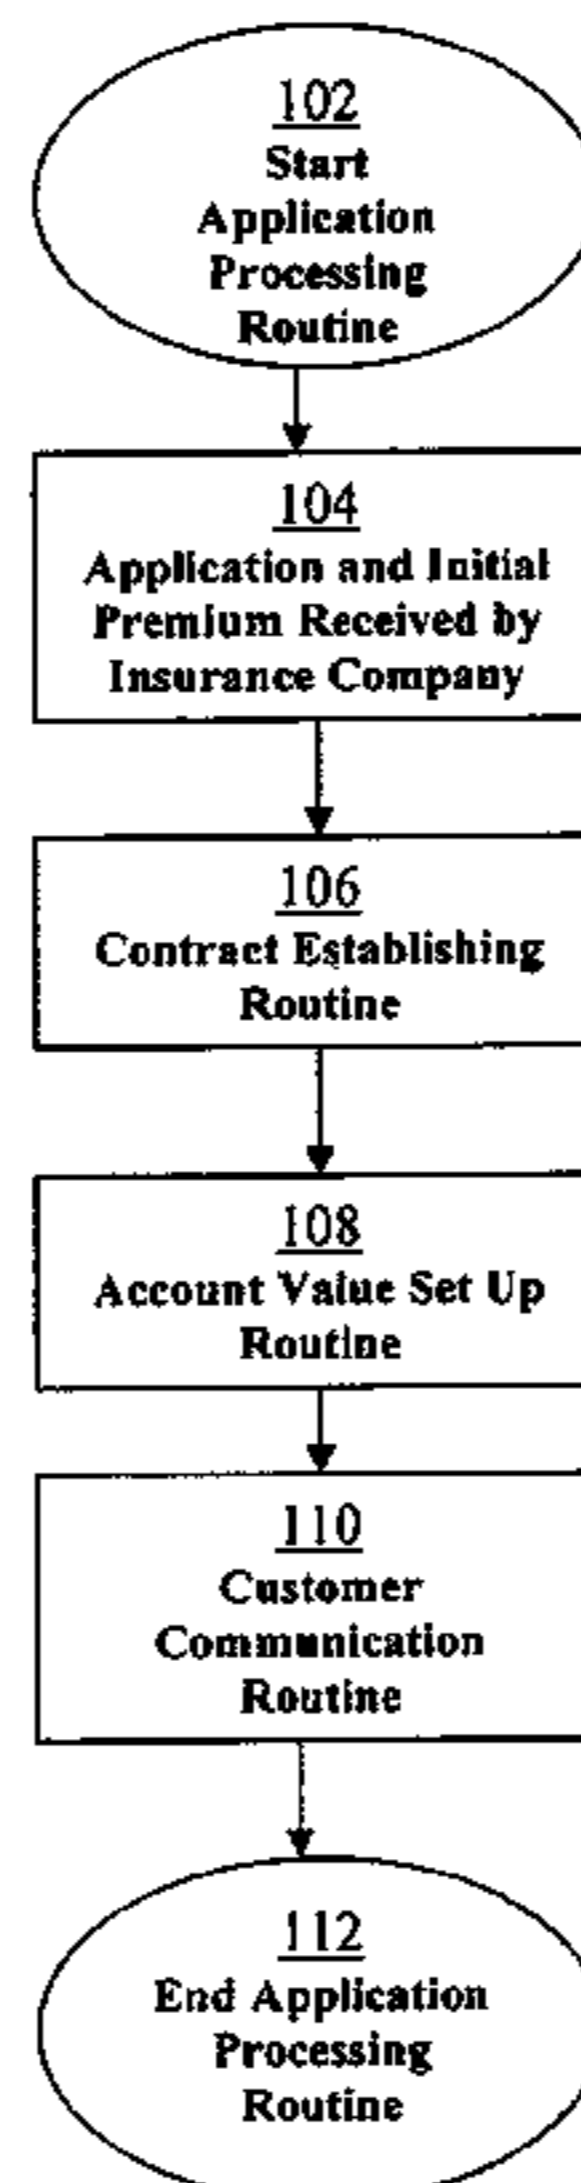 102
Start
Application
Processing
Routine
104
Application and Initial
Premium Received by
Insurance Company
106
Contract Establishing
Routine
108
Account Value Set Up
Routine
110
Customer
Communication
Routine
112
End Application
Processing
Routine